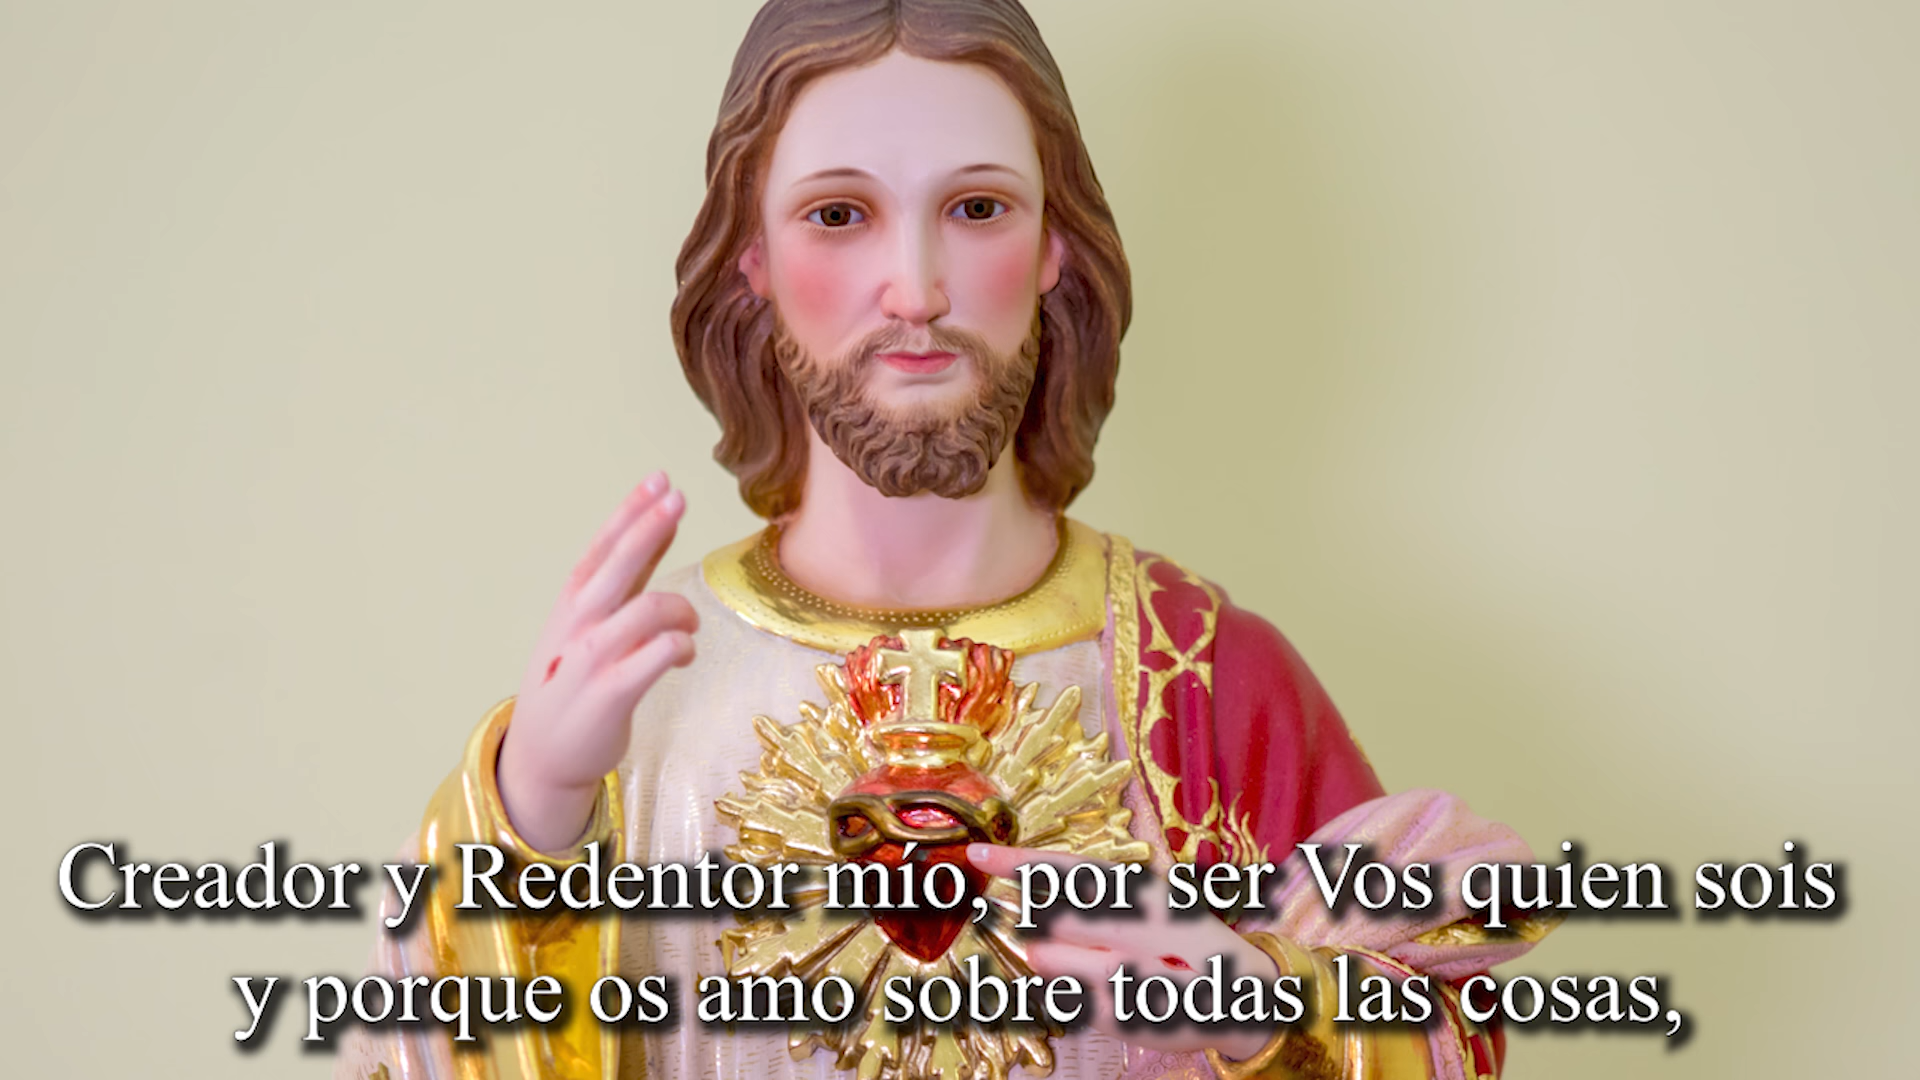 Creador y Redentor mío, por ser Vos quien sois
y porque os amo sobre todas las cosas,